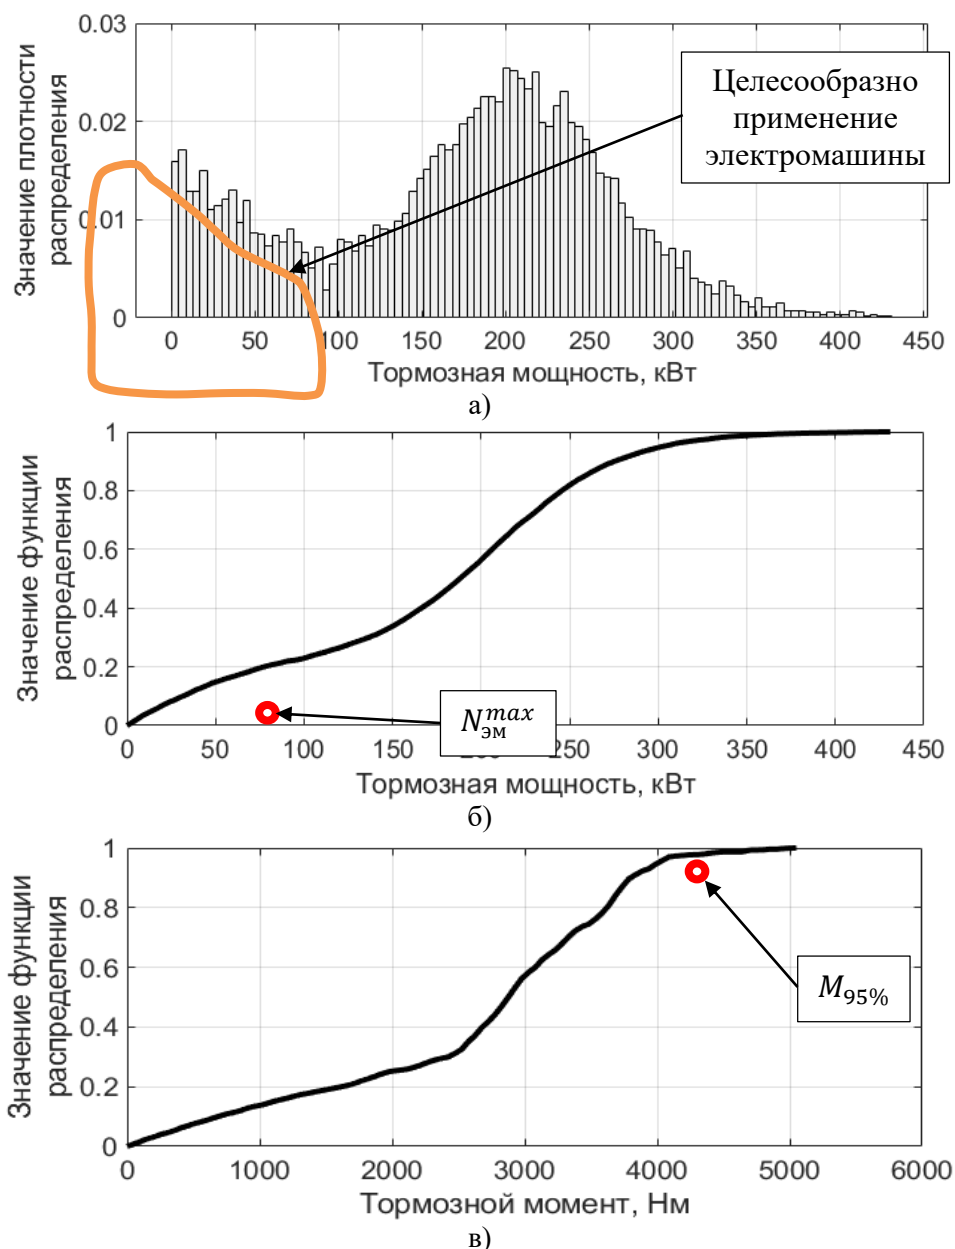 0.03
0.02
0.01
0
Значение плотности
распределения
Целесообразно
применение
электромашины
0 50 100 150 200 250 300 350 400 450
Тормозная мощность, кВт
а)
1
0.8
0.6
0.4
0.2
0
Значение функции
распределения
N_эм^max
0 50 100 150 200 250 300 350 400 450
Тормозная мощность, кВт
б)
1
0.8
0.6
0.4
0.2
0
Значение функции
распределения
M_95%
0 1000 2000 3000 4000 5000 6000
Тормозной момент, Нм
в)